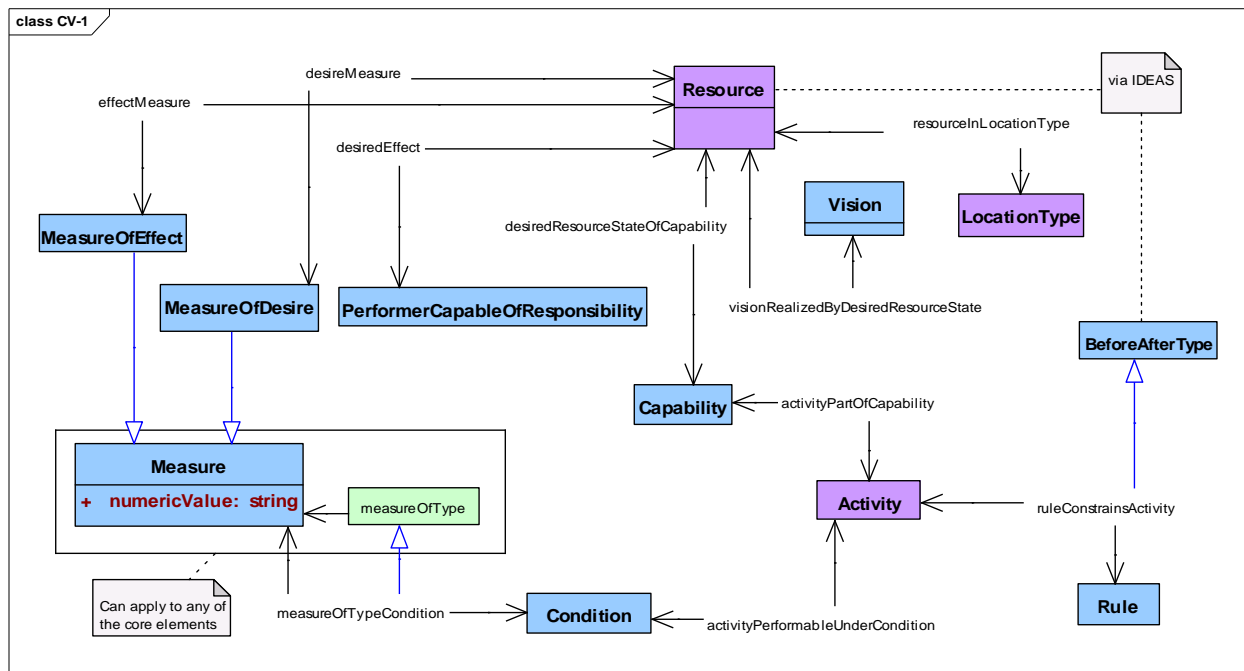 class CV-1
desireMeasure
Resource
via IDEAS
effectMeasure
resourceInLocationType
desiredEffect
Vision
LocationType
desiredResourceStateOfCapability
MeasureOfEffect
MeasureOfDesire
PerformerCapableOfResponsibility
visionRealizedByDesiredResourceState
BeforeAfterType
Capability
activityPartOfCapability
Measure
+ numericValue: string
measureOfType
Activity
ruleConstrainsActivity
Can apply to any of
the core elements
measureOfTypeCondition
Condition
activityPerformableUnderCondition
Rule